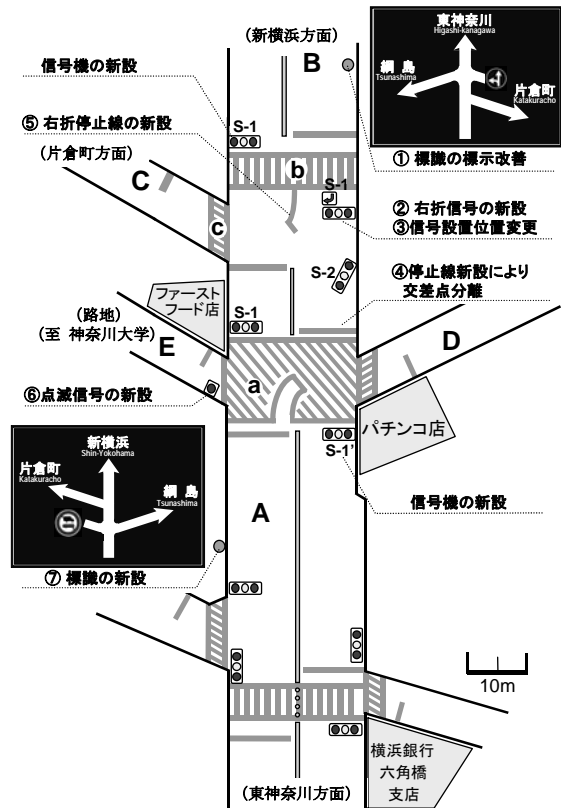 (新横浜方面)
B
東神奈川
Higashi-kanagawa
綱 島
Tsunashima
片倉町
Katakuracho
信号機の新設
⑤ 右折停止線の新設
(片倉町方面)
S-1
b
C
S-1
① 標識の標示改善
② 右折信号の新設
③信号設置位置変更
c
S-2
④停止線新設により
交差点分離
ファースト
フード店
S-1
(路地)
(至 神奈川大学)
E
D
a
⑥点滅信号の新設
パチンコ店
S-1'
新横浜
Shin-Yokohama
片倉町
Katakuracho
綱 島
Tsunashima
信号機の新設
A
⑦ 標識の新設
10m
横浜銀行
六角橋
支店
(東神奈川方面)